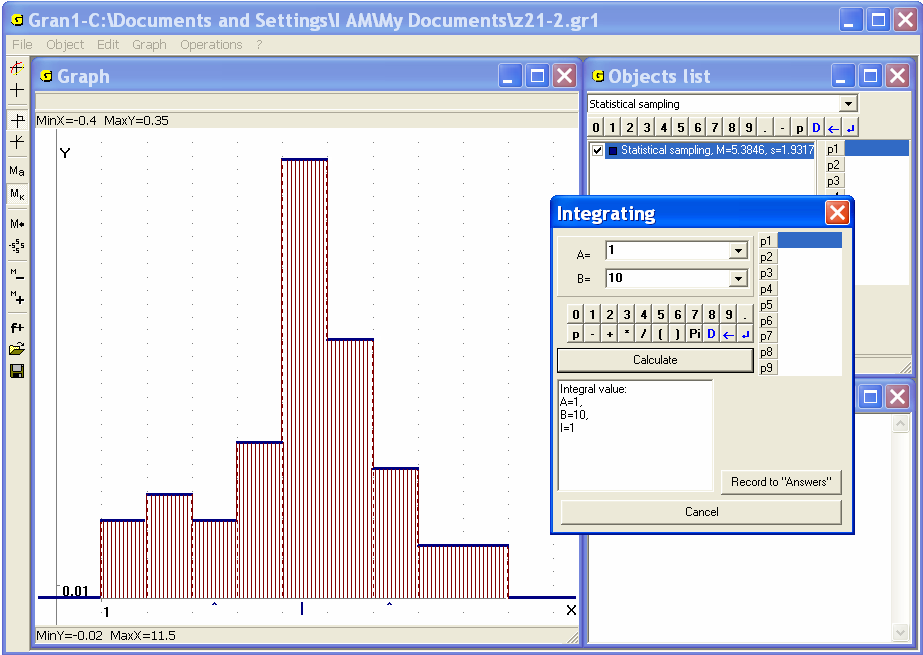 Gran1-C:\Documents and Settings\I AM\My Documents\z21-2.gr1
File Object Edit Graph Operations ?
Graph
MinX=-0.4 MaxY=0.35
Y
0.01
1
X
MinY=-0.02 MaxX=11.5
Ma
Mк
M
S S S S S
M
M
f+
Objects list
Statistical sampling
0 1 2 3 4 5 6 7 8 9 . - p D ← ↲
Statistical sampling, M=5.3846, s=1.9317
p1
p2
p3
Integrating
A= 1
B= 10
0 1 2 3 4 5 6 7 8 9 .
p - + * / ( ) Pi D ← ↲
Calculate
Integral value:
A=1,
B=10,
I=1
p1
p2
p3
p4
p5
p6
p7
p8
p9
Record to "Answers"
Cancel